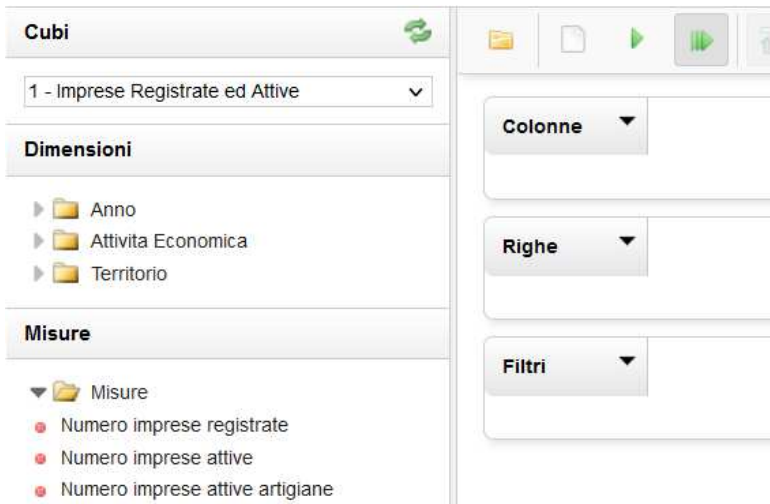 Cubi
1 - Imprese Registrate ed Attive
Dimensioni
Anno
Attivita Economica
Territorio
Misure
Misure
Numero imprese registrate
Numero imprese attive
Numero imprese attive artigiane
Colonne
Righe
Filtri